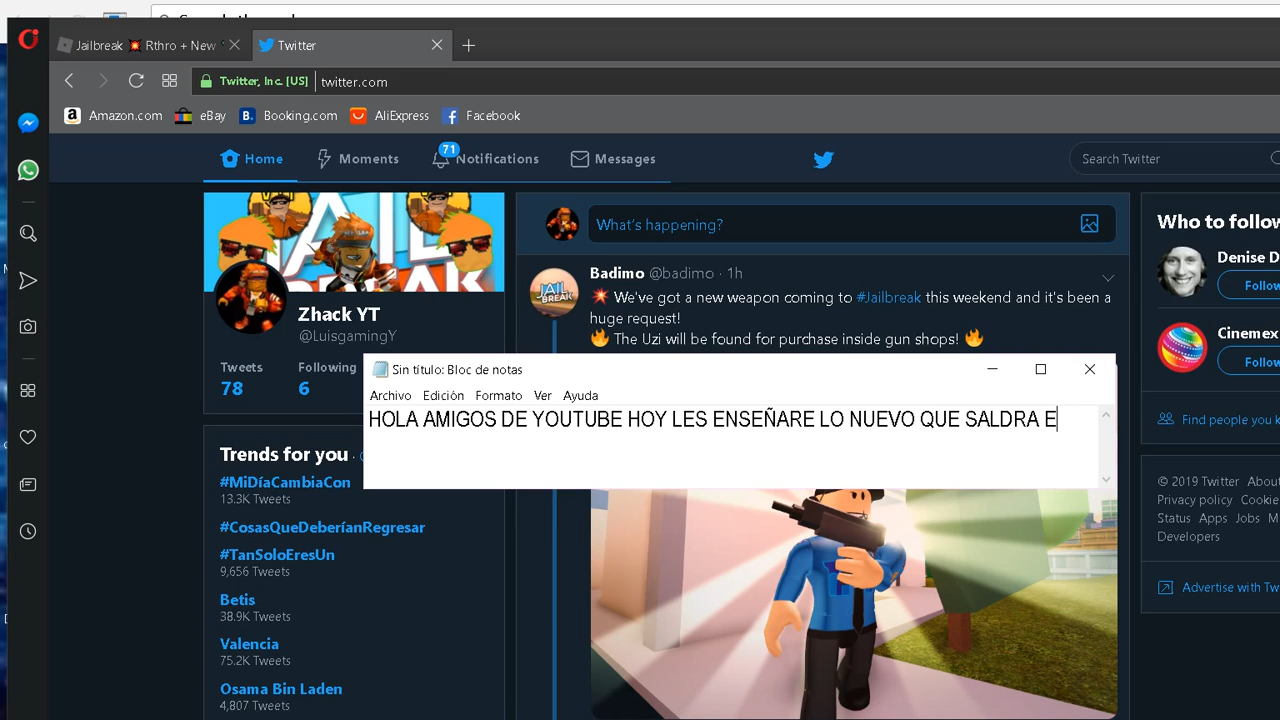 Jailbreak 💥 Rthro + New
Twitter
Twitter, Inc. [US]
twitter.com
Amazon.com
eBay
Booking.com
AliExpress
Facebook
Home
Moments
71
Notifications
Messages
Search Twitter
Zhack YT
@LuisgamingY
Tweets
Following
78
6
What's happening?
Badimo @badimo · 1h
💥 We've got a new weapon coming to #Jailbreak this weekend and it's been a
huge request!
🔥 The Uzi will be found for purchase inside gun shops! 🔥
Sin título: Bloc de notas
Archivo Edición Formato Ver Ayuda
HOLA AMIGOS DE YOUTUBE HOY LES ENSEÑARE LO NUEVO QUE SALDRA E
Trends for you ·
#MiDíaCambiaCon
13.3K Tweets
#CosasQueDeberíanRegresar
#TanSoloEresUn
9,656 Tweets
Betis
38.9K Tweets
Valencia
75.2K Tweets
Osama Bin Laden
4,807 Tweets
Who to follow
Denise D
Follow
Cinemex
Follow
Find people you k
© 2019 Twitter About
Privacy policy Cookie
Status Apps Jobs M
Developers
Advertise with Tw